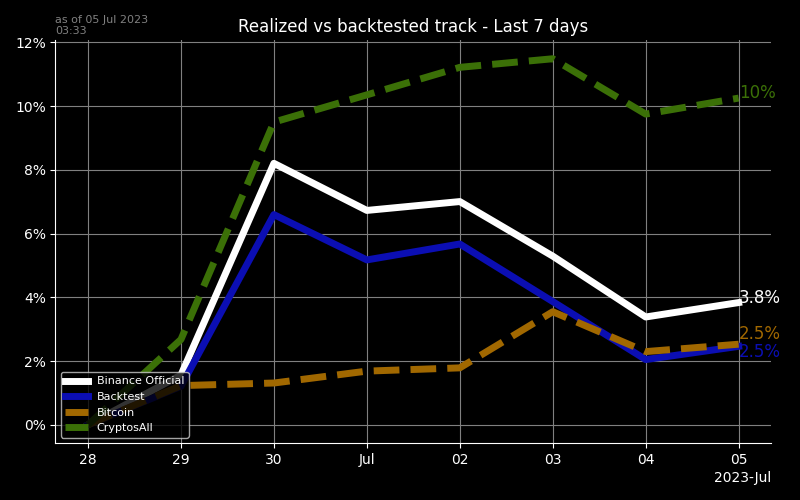 as of 05 Jul 2023
03:33
Realized vs backtested track - Last 7 days
12%
10%
8%
6%
4%
2%
0%
10%
3.8%
2.5%
2.5%
Binance Official
Backtest
Bitcoin
CryptosAll
28
29
30
Jul
02
03
04
05
2023-Jul